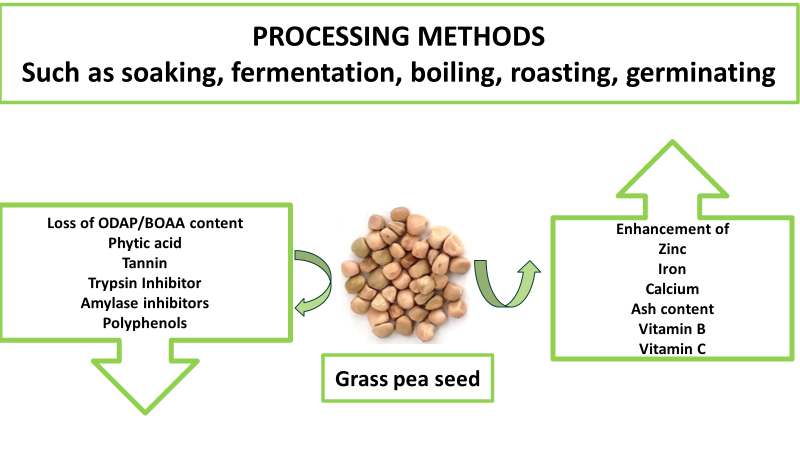 PROCESSING METHODS
Such as soaking, fermentation, boiling, roasting, germinating
Loss of ODAP/BOAA content
Phytic acid
Tannin
Trypsin Inhibitor
Amylase inhibitors
Polyphenols
Enhancement of
Zinc
Iron
Calcium
Ash content
Vitamin B
Vitamin C
Grass pea seed